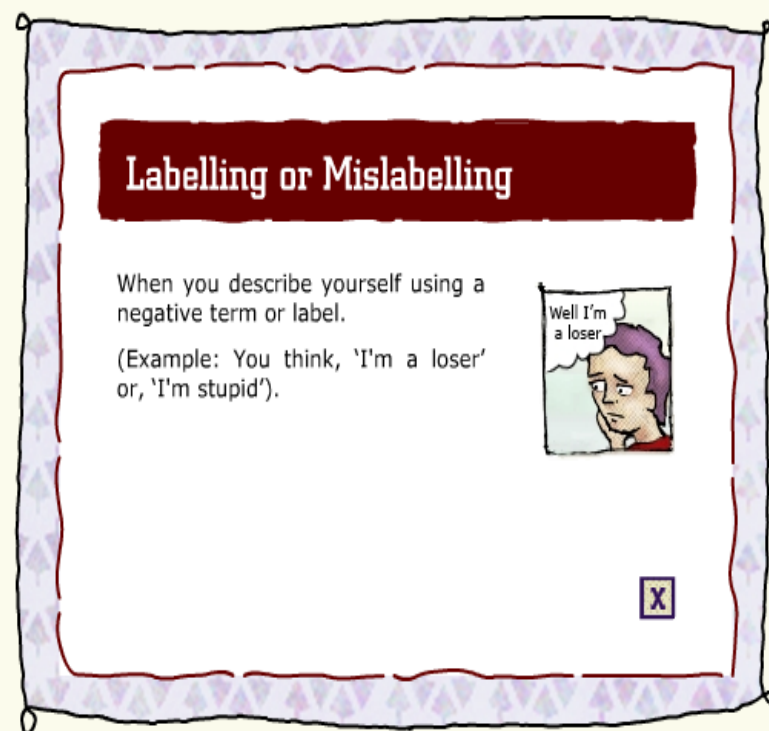 Labelling or Mislabelling
When you describe yourself using a
negative term or label.
(Example: You think, ‘I'm a loser’
or, ‘I'm stupid’).
Well I’m
a loser
X